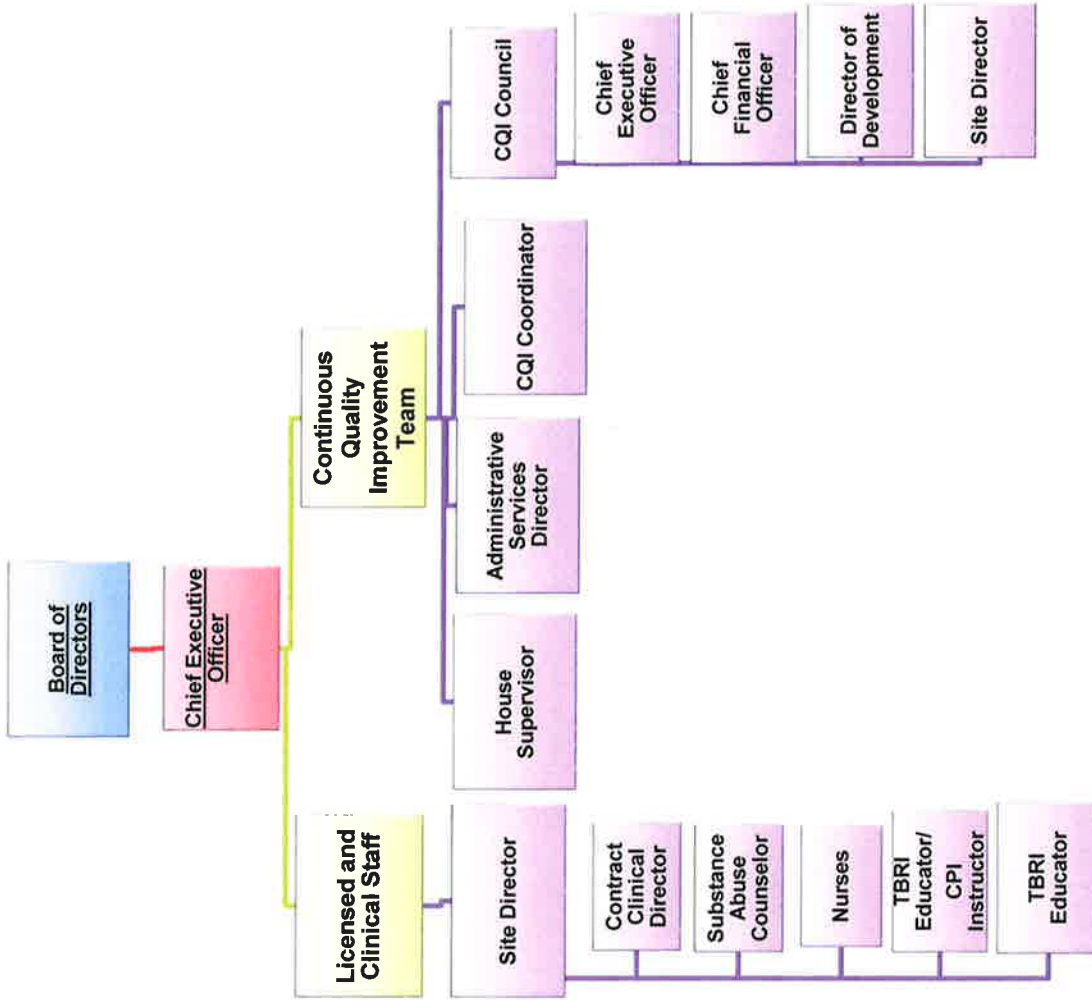 Board of
Directors
Chief Executive
Officer
Licensed and
Clinical Staff
Continuous
Quality
Improvement
Team
Site Director
House
Supervisor
Administrative
Services
Director
CQI Coordinator
CQI Council
Contract
Clinical
Director
Substance
Abuse
Counselor
Nurses
TBRI
Educator/
CPI
Instructor
TBRI
Educator
Chief
Executive
Officer
Chief
Financial
Officer
Director of
Development
Site Director